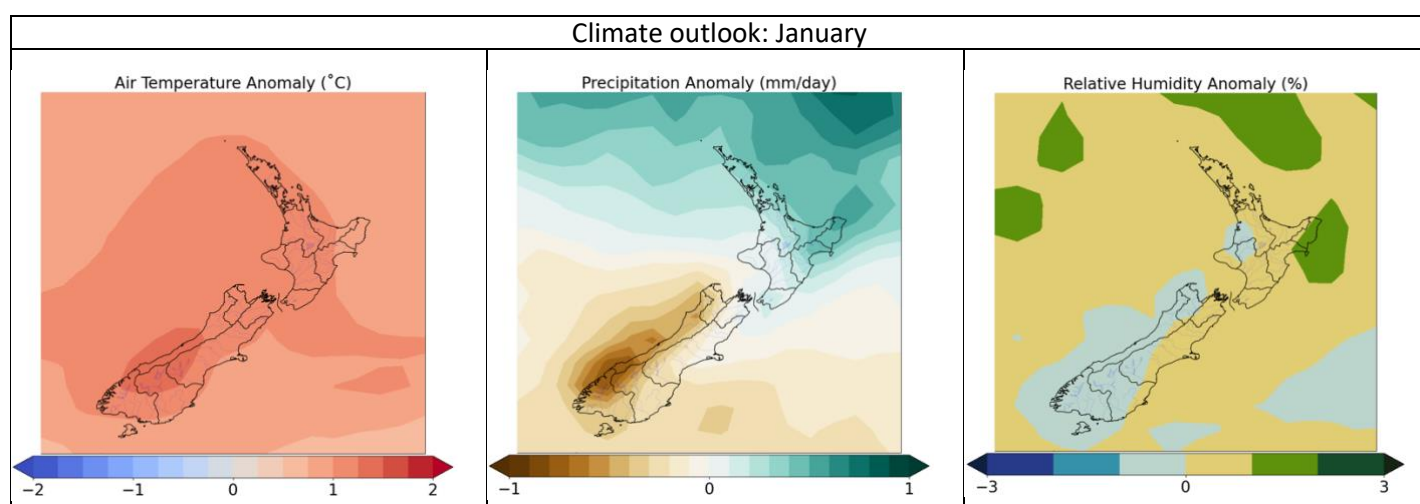 Climate outlook: January
Air Temperature Anomaly (˚C)
Precipitation Anomaly (mm/day)
Relative Humidity Anomaly (%)
−2 −1 0 1 2
−1 0 1
−3 0 3